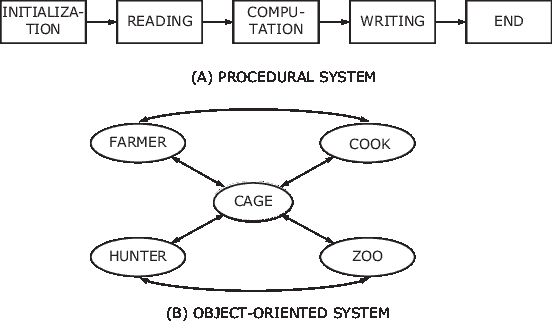 INITIALIZA-
TION
READING
COMPU-
TATION
WRITING
END
(A) PROCEDURAL SYSTEM
FARMER
COOK
CAGE
HUNTER
ZOO
(B) OBJECT-ORIENTED SYSTEM